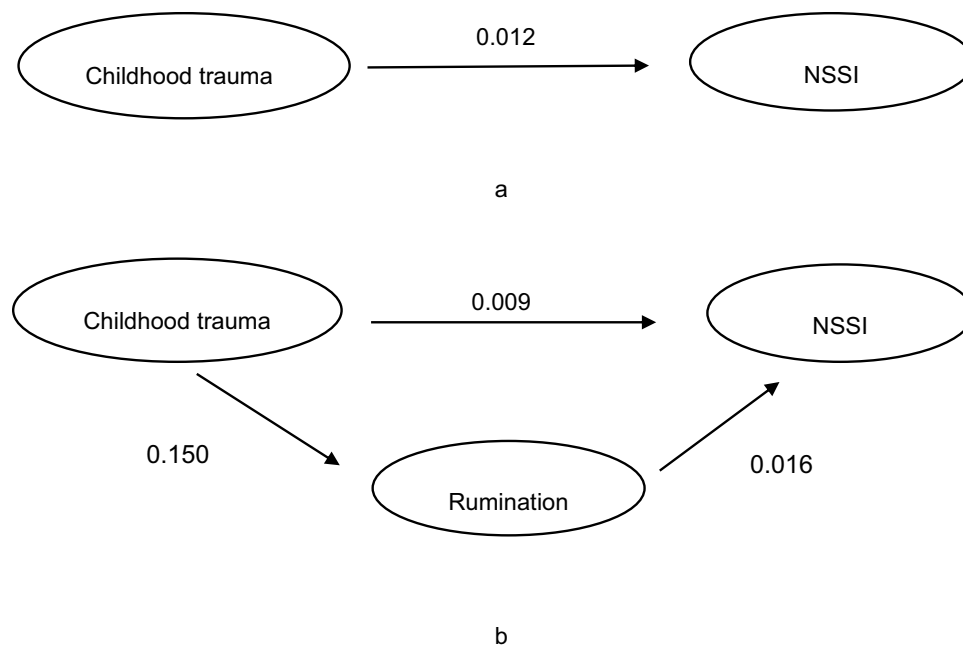 0.012
Childhood trauma
NSSI
a
0.009
Childhood trauma
NSSI
0.150
0.016
Rumination
b